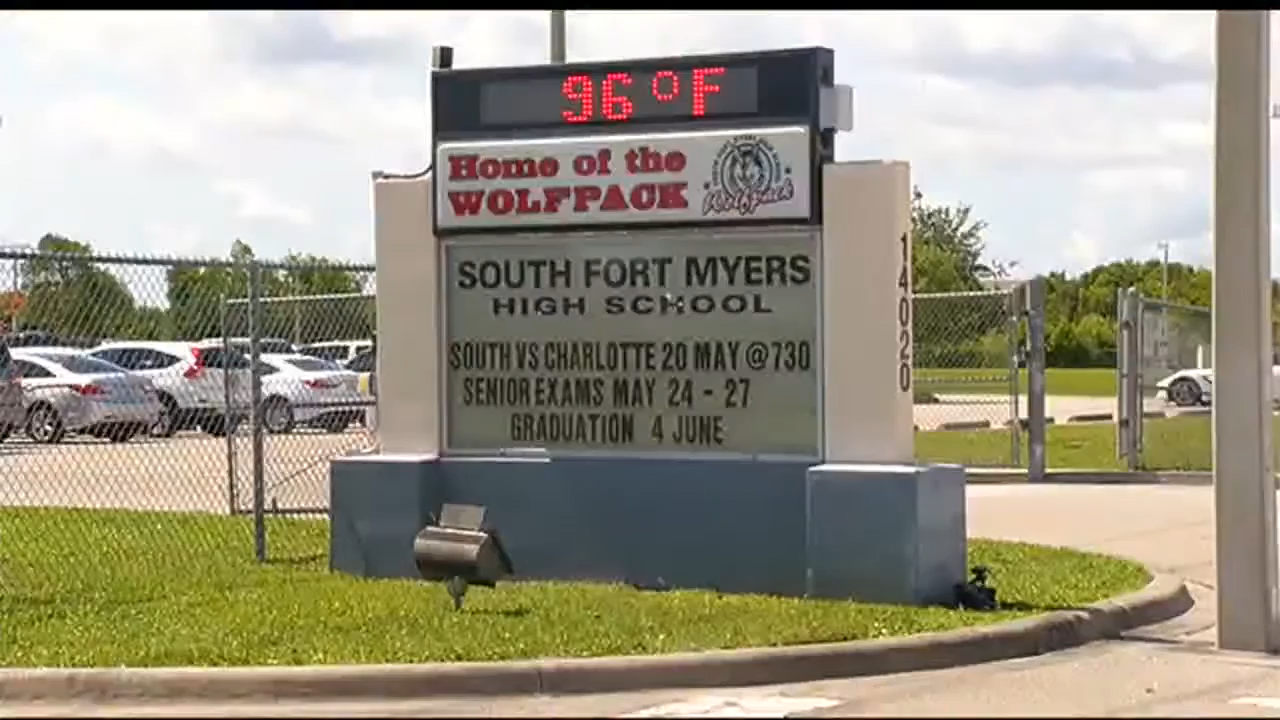 96°F
Home of the
WOLFPACK
Wolfpack
SOUTH FORT MYERS
HIGH SCHOOL
SOUTH VS CHARLOTTE 20 MAY @ 730
SENIOR EXAMS MAY 24 - 27
GRADUATION 4 JUNE
14020